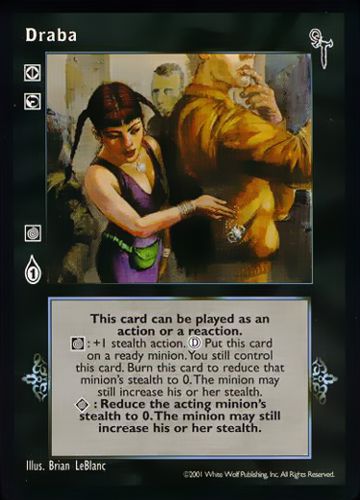 Draba
1
This card can be played as an
action or a reaction.
: +1 stealth action. Ⓓ Put this card
on a ready minion. You still control
this card. Burn this card to reduce that
minion's stealth to 0. The minion may
still increase his or her stealth.
: Reduce the acting minion's
stealth to 0. The minion may still
increase his or her stealth.
Illus. Brian LeBlanc
©2001 White Wolf Publishing, Inc. All Rights Reserved.